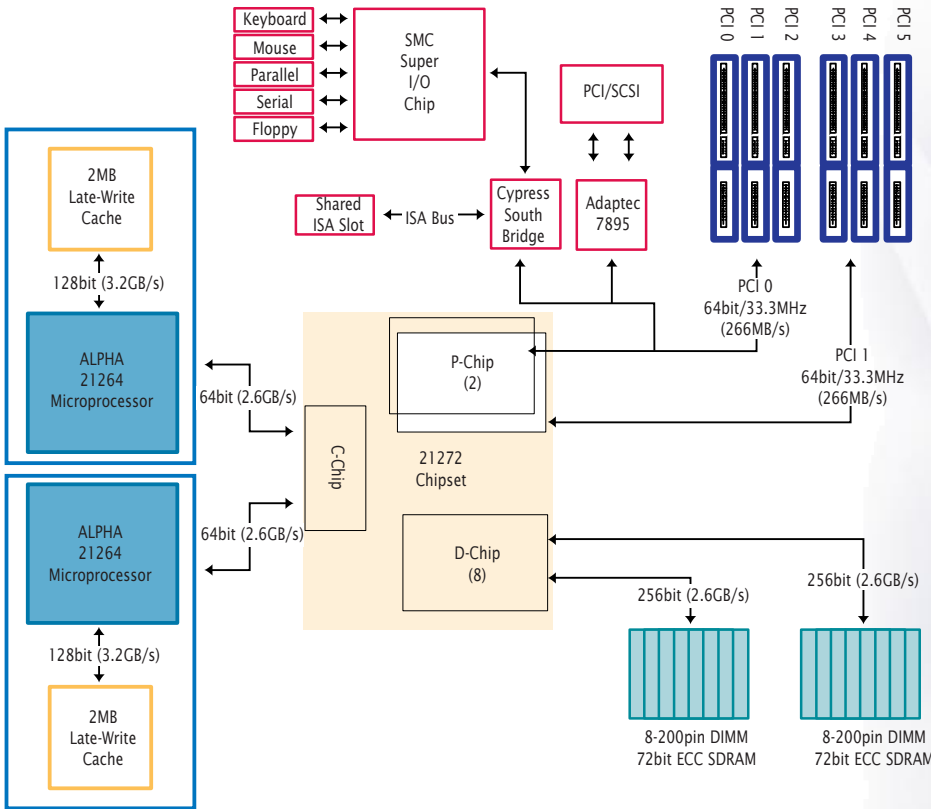 Keyboard
Mouse
Parallel
Serial
Floppy
SMC
Super
I/O
Chip
PCI/SCSI
PCI 0
PCI 1
PCI 2
PCI 3
PCI 4
PCI 5
2MB
Late-Write
Cache
Shared
ISA Slot
ISA Bus
Cypress
South
Bridge
Adaptec
7895
128bit (3.2GB/s)
PCI 0
64bit/33.3MHz
(266MB/s)
ALPHA
21264
Microprocessor
64bit (2.6GB/s)
P-Chip
(2)
PCI 1
64bit/33.3MHz
(266MB/s)
C-Chip
21272
Chipset
ALPHA
21264
Microprocessor
64bit (2.6GB/s)
D-Chip
(8)
256bit (2.6GB/s)
256bit (2.6GB/s)
128bit (3.2GB/s)
2MB
Late-Write
Cache
8-200pin DIMM
72bit ECC SDRAM
8-200pin DIMM
72bit ECC SDRAM